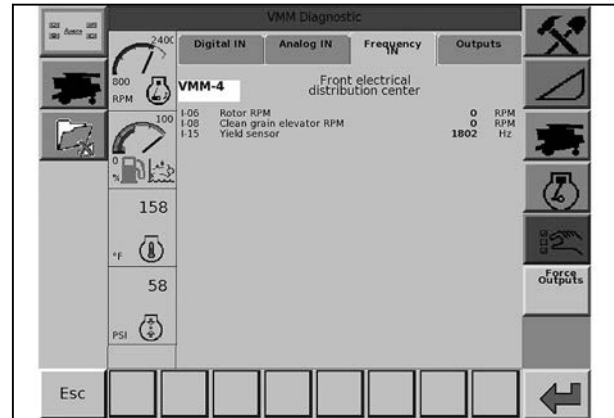 VMM Diagnostic
2400
800
RPM
100
0
%
158
°F
58
PSI
Digital IN
Analog IN
Frequency
IN
Outputs
VMM-4
Front electrical
distribution center
I-06 Rotor RPM 0 RPM
I-08 Clean grain elevator RPM 0 RPM
I-15 Yield sensor 1802 Hz
Force
Outputs
Esc